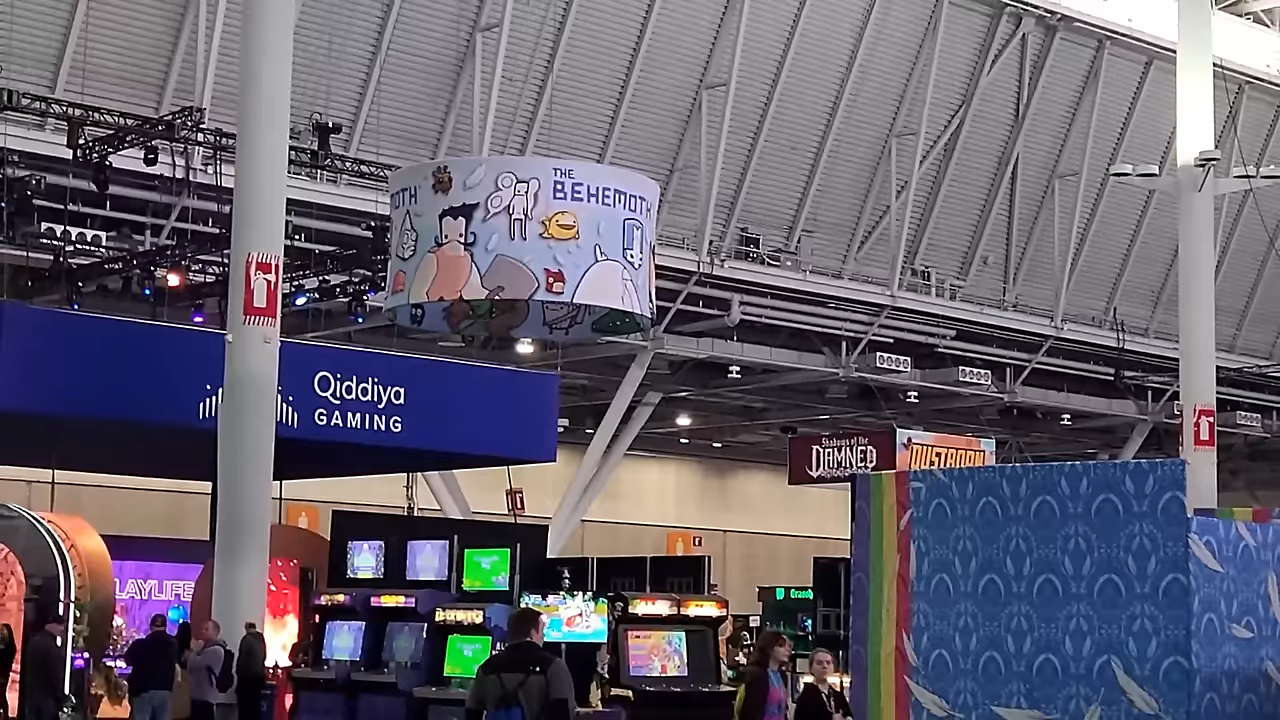 OTH
THE
BEHEMOTH
Qiddiya
GAMING
Shadows of the
DAMNED
DUSTBORN
LAYLIFE